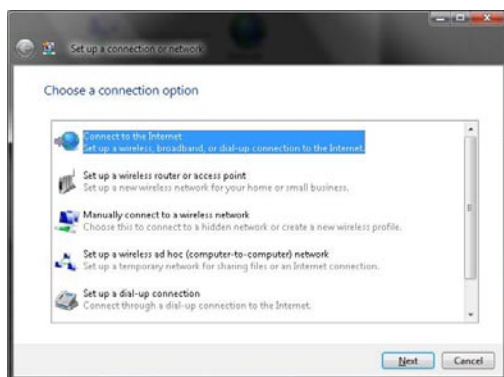 Set up a connection or network
Choose a connection option
Connect to the Internet
Set up a wireless, broadband, or dial-up connection to the Internet.
Set up a wireless router or access point
Set up a new wireless network for your home or small business.
Manually connect to a wireless network
Choose this to connect to a hidden network or create a new wireless profile.
Set up a wireless ad hoc (computer-to-computer) network
Set up a temporary network for sharing files or an Internet connection.
Set up a dial-up connection
Connect through a dial-up connection to the Internet.
Next Cancel